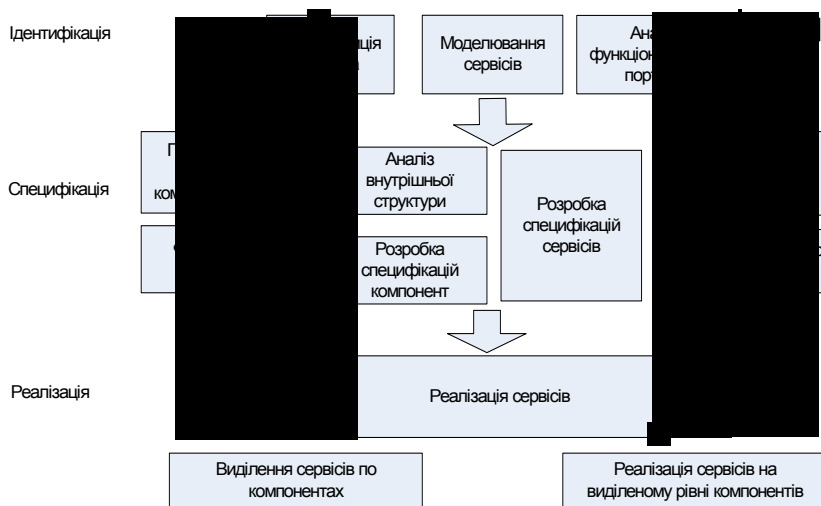 Ідентифікація
Моделювання
сервісів
Специфікація
Аналіз
внутрішньої
структури
Розробка
специфікацій
компонент
Розробка
специфікацій
сервісів
Реалізація
Реалізація сервісів
Виділення сервісів по
компонентах
Реалізація сервісів на
виділеному рівні компонентів